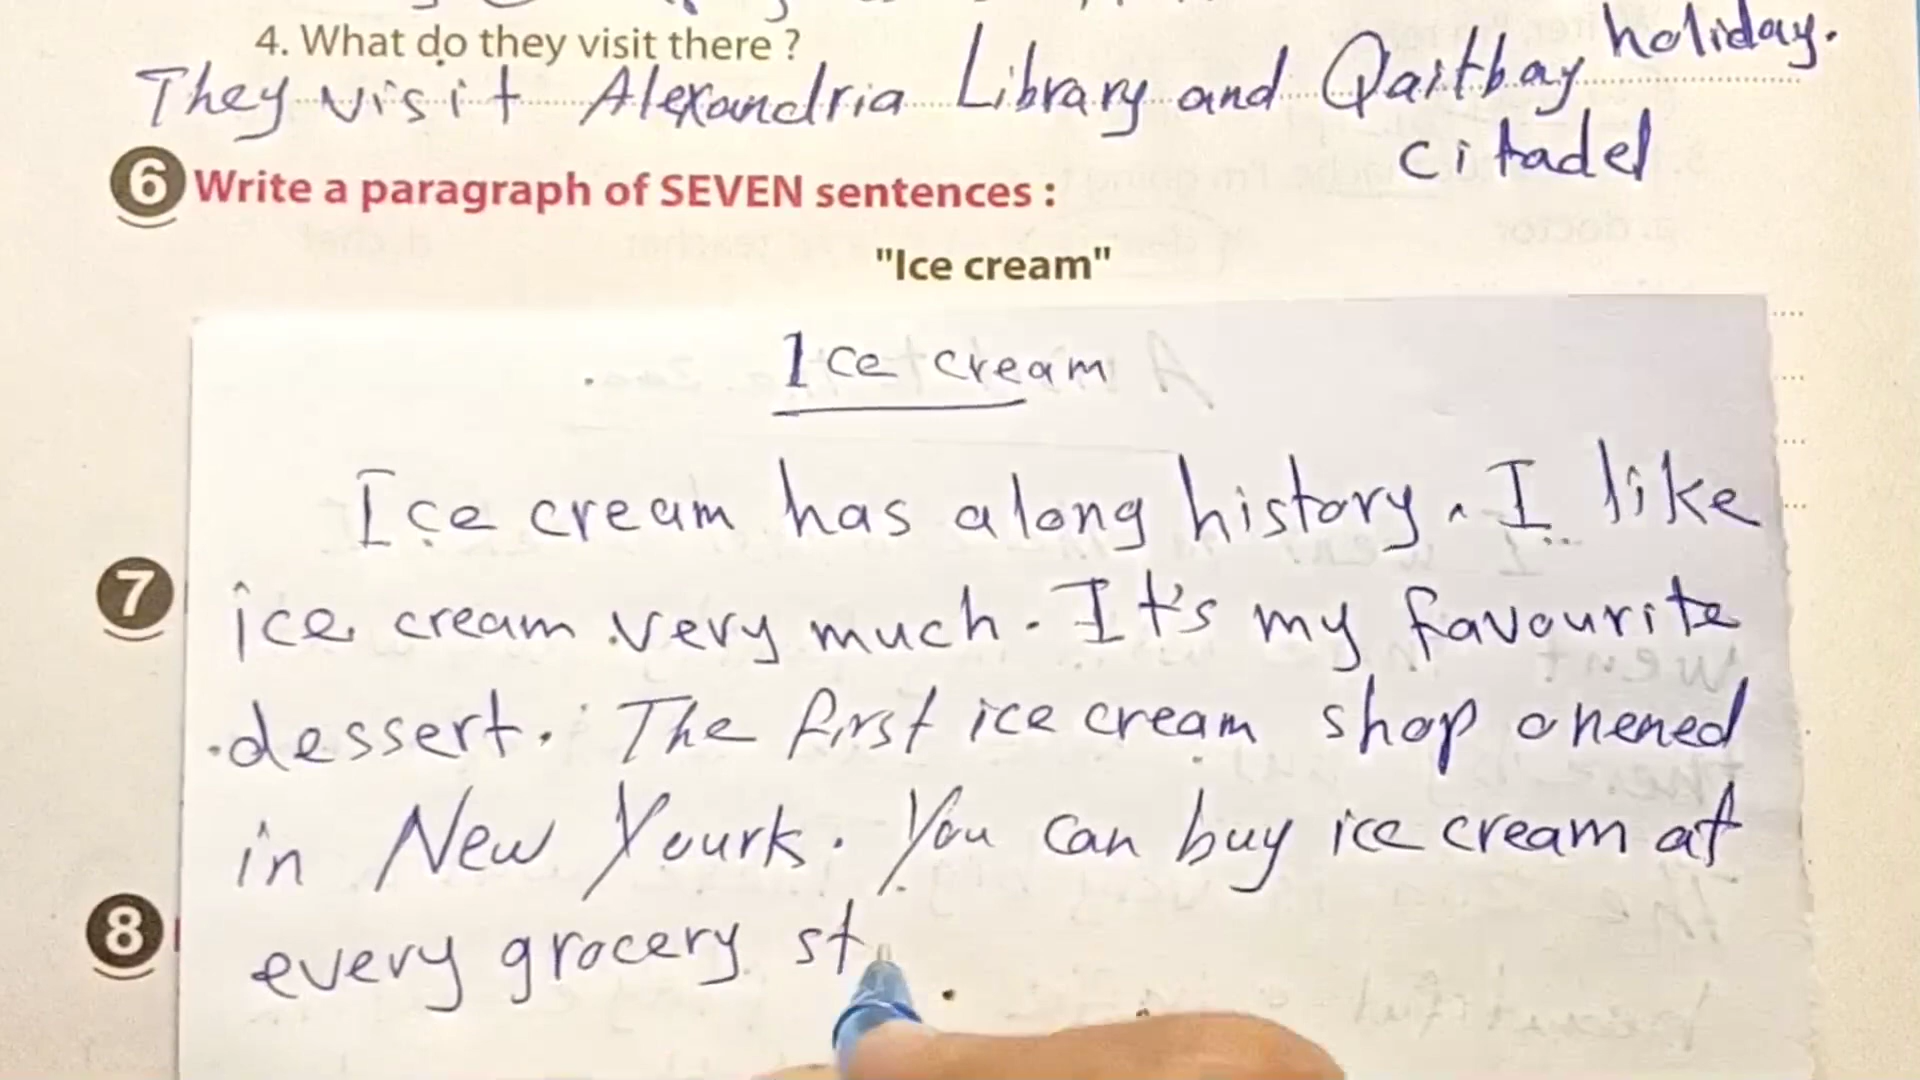 4. What do they visit there ?
They visit Alexandria Library and Qaitbay holiday.
citadel
6 Write a paragraph of SEVEN sentences :
"Ice cream"
Ice cream
Ice cream has along history. I like
7 ice cream very much. It's my favourite
dessert. The first ice cream shop onened
in New Yourk. You can buy ice cream at
8 every grocery st